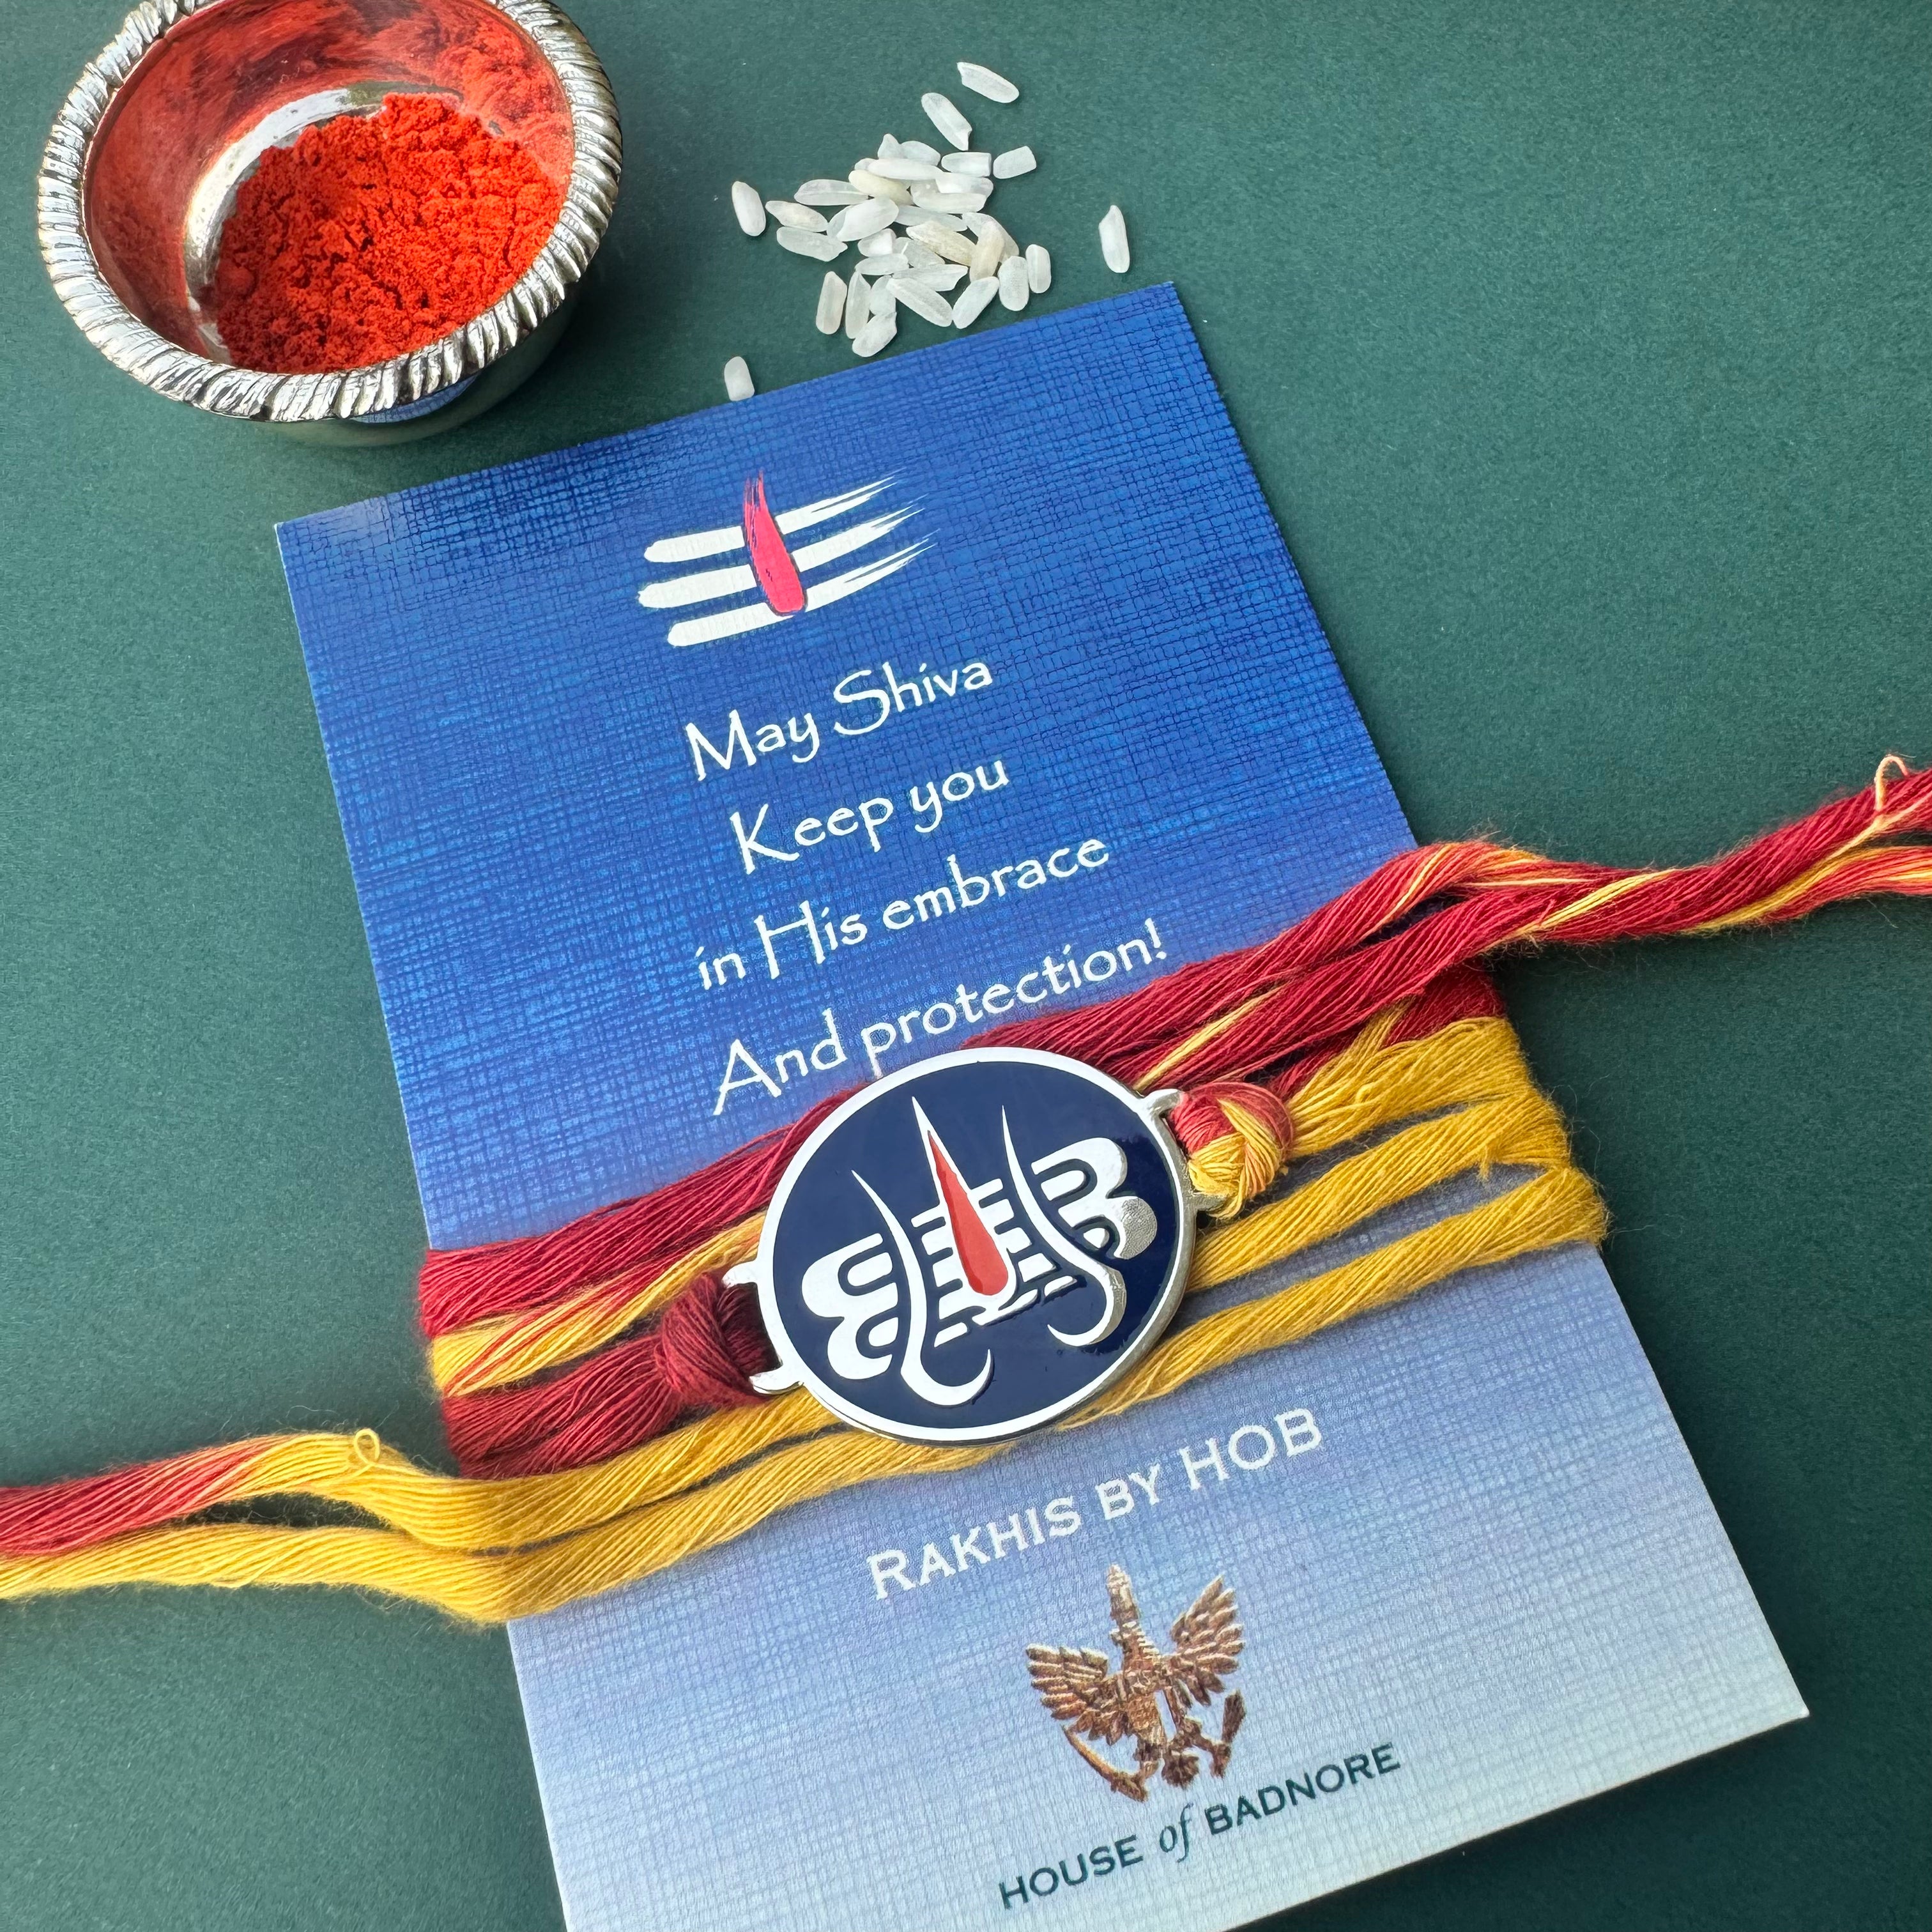 May Shiva
Keep you
in His embrace
And protection!
RAKHIS BY HOB
HOUSE of BADNORE